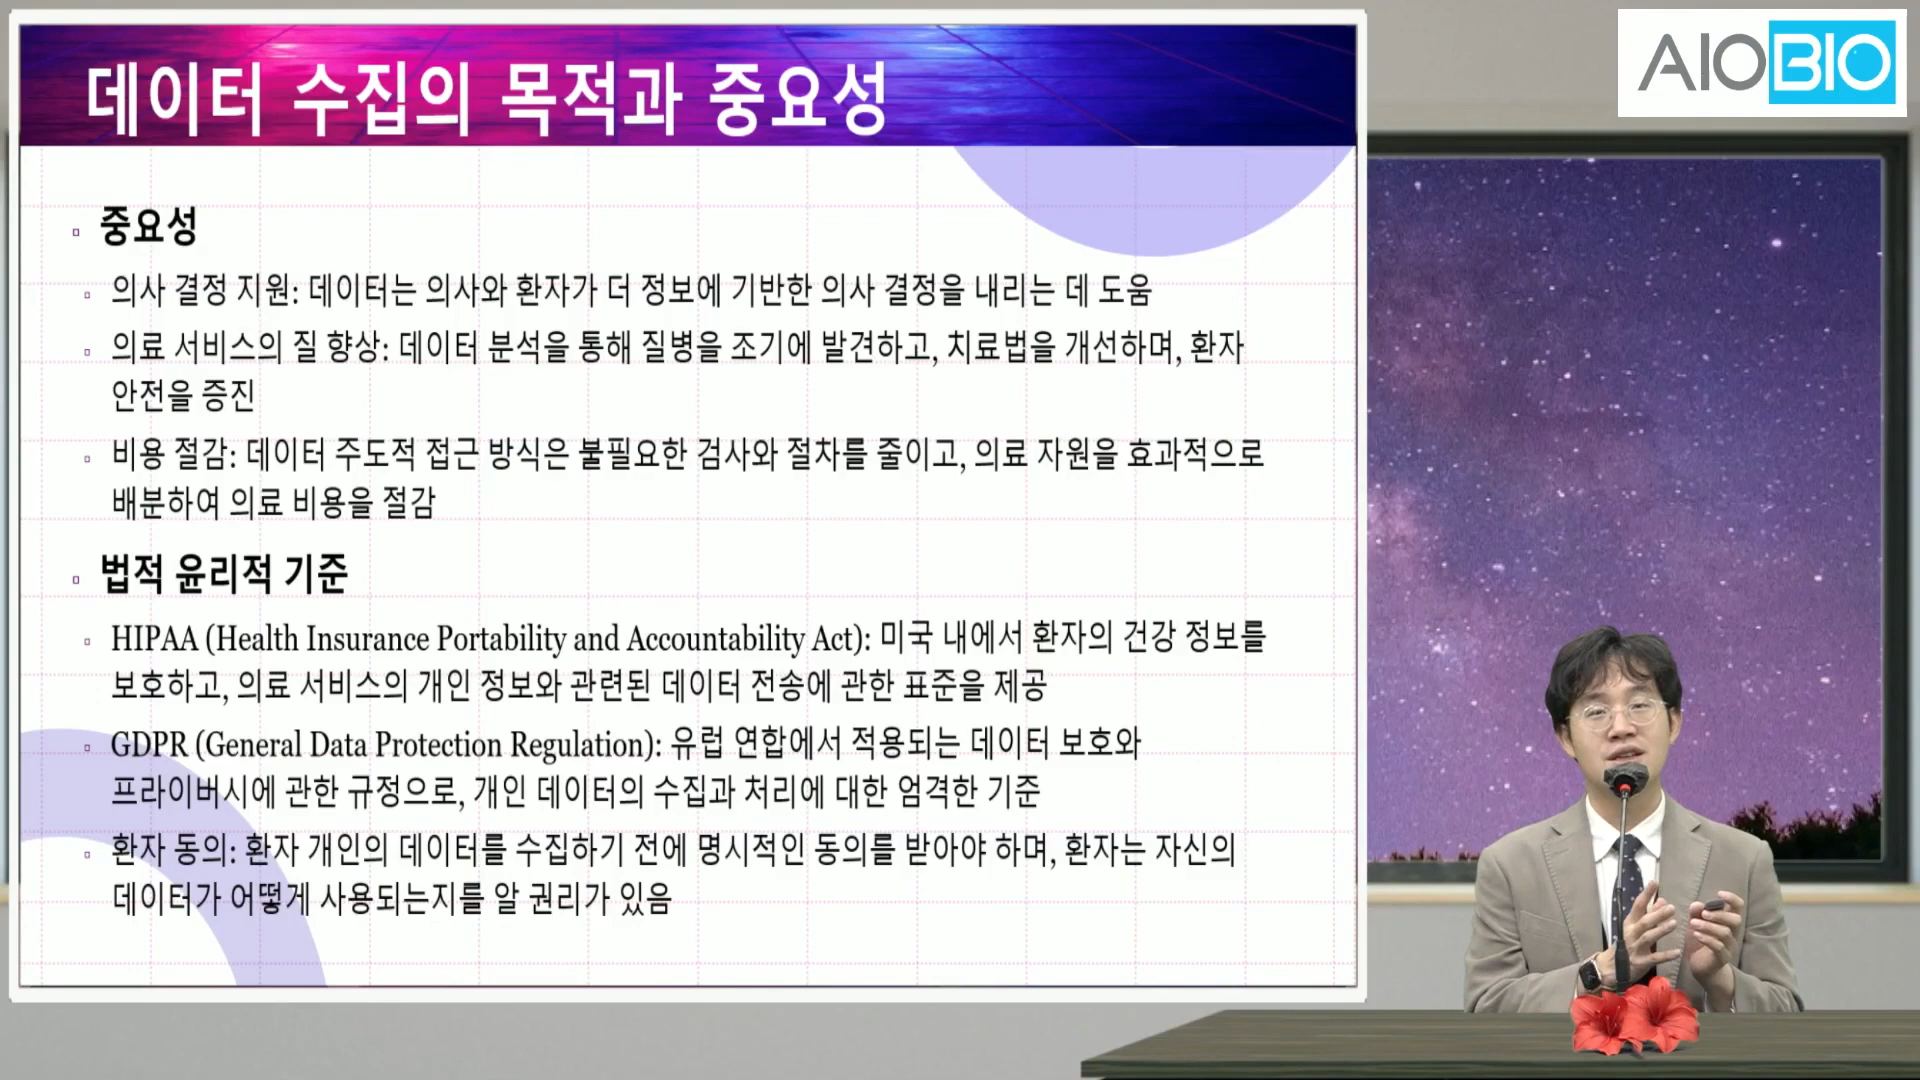 데이터 수집의 목적과 중요성
AIOBIO
중요성
의사 결정 지원: 데이터는 의사와 환자가 더 정보에 기반한 의사 결정을 내리는 데 도움
의료 서비스의 질 향상: 데이터 분석을 통해 질병을 조기에 발견하고, 치료법을 개선하며, 환자
안전을 증진
비용 절감: 데이터 주도적 접근 방식은 불필요한 검사와 절차를 줄이고, 의료 자원을 효과적으로
배분하여 의료 비용을 절감
법적 윤리적 기준
HIPAA (Health Insurance Portability and Accountability Act): 미국 내에서 환자의 건강 정보를
보호하고, 의료 서비스의 개인 정보와 관련된 데이터 전송에 관한 표준을 제공
GDPR (General Data Protection Regulation): 유럽 연합에서 적용되는 데이터 보호와
프라이버시에 관한 규정으로, 개인 데이터의 수집과 처리에 대한 엄격한 기준
환자 동의: 환자 개인의 데이터를 수집하기 전에 명시적인 동의를 받아야 하며, 환자는 자신의
데이터가 어떻게 사용되는지를 알 권리가 있음